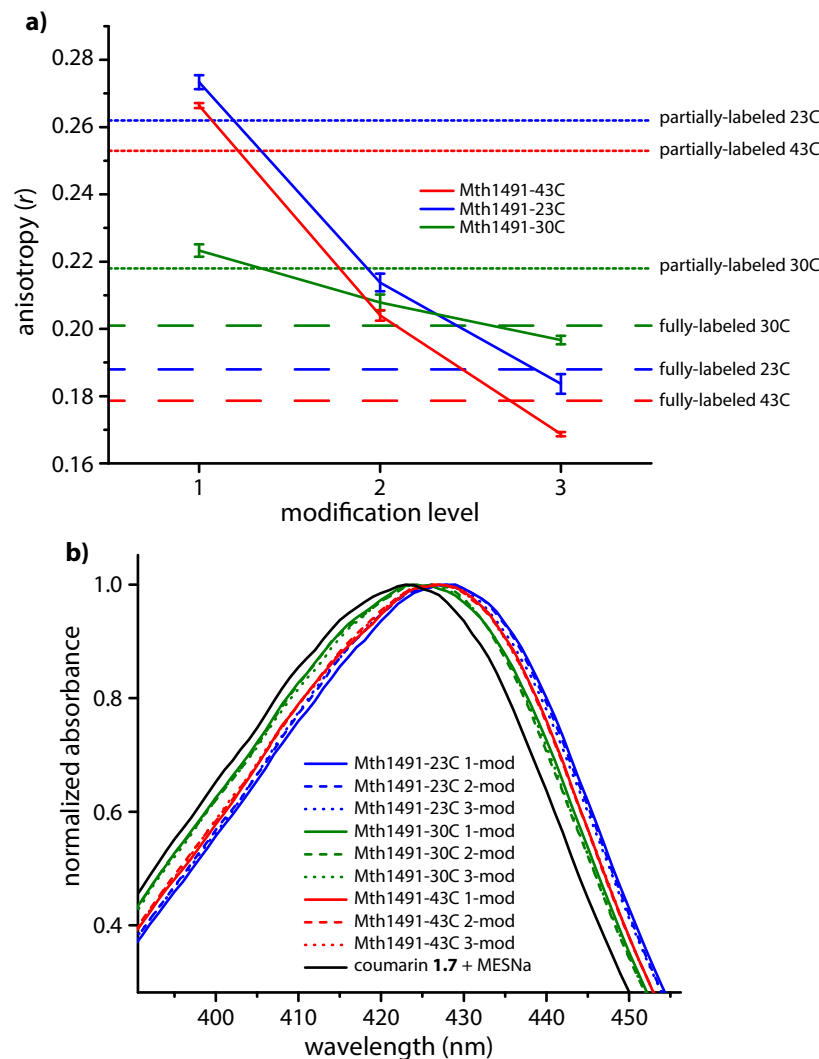 a)
0.28
0.26
0.24
0.22
0.20
0.18
0.16
anisotropy (r)
partially-labeled 23C
partially-labeled 43C
Mth1491-43C
Mth1491-23C
Mth1491-30C
partially-labeled 30C
fully-labeled 30C
fully-labeled 23C
fully-labeled 43C
1 2 3
modification level
b)
1.0
0.8
0.6
0.4
normalized absorbance
Mth1491-23C 1-mod
Mth1491-23C 2-mod
Mth1491-23C 3-mod
Mth1491-30C 1-mod
Mth1491-30C 2-mod
Mth1491-30C 3-mod
Mth1491-43C 1-mod
Mth1491-43C 2-mod
Mth1491-43C 3-mod
coumarin 1.7 + MESNa
400 410 420 430 440 450
wavelength (nm)